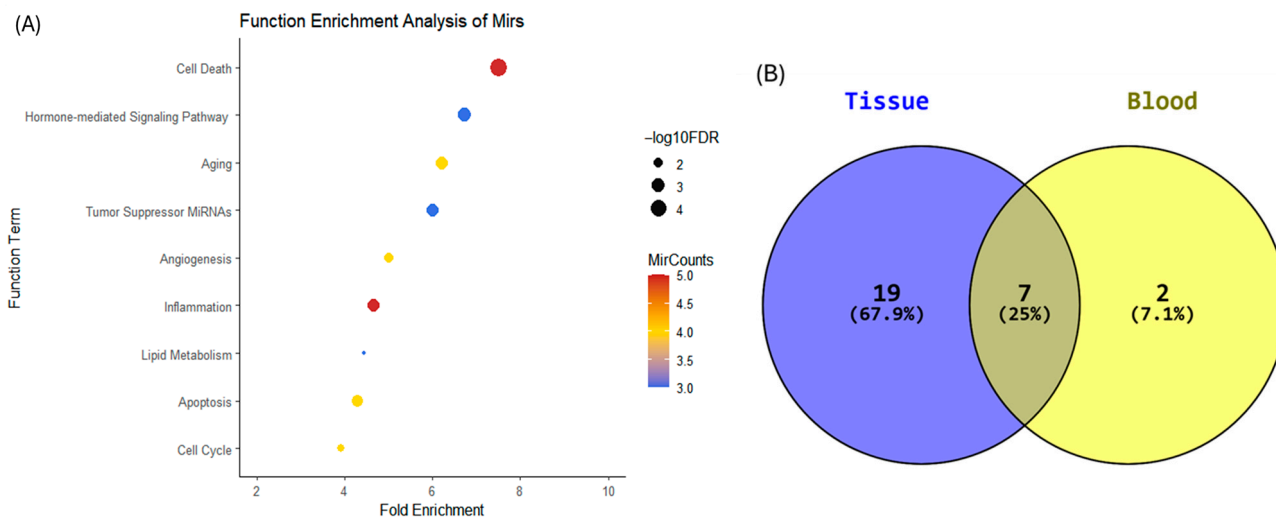 (A)
Function Enrichment Analysis of Mirs
Function Term
Cell Death
Hormone-mediated Signaling Pathway
Aging
Tumor Suppressor MiRNAs
Angiogenesis
Inflammation
Lipid Metabolism
Apoptosis
Cell Cycle
2 4 6 8 10
Fold Enrichment
−log10FDR
2
3
4
MirCounts
5.0
4.5
4.0
3.5
3.0
(B)
Tissue Blood
19 7 2
(67.9%) (25%) (7.1%)